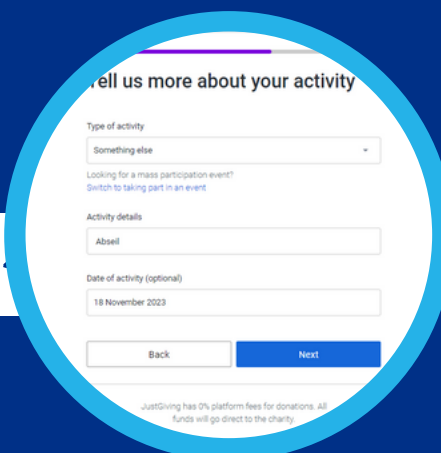 Tell us more about your activity
Type of activity
Something else
Looking for a mass participation event?
Switch to taking part in an event
Activity details
Abseil
Date of activity (optional)
18 November 2023
Back
Next
JustGiving has 0% platform fees for donations. All
funds will go direct to the charity.